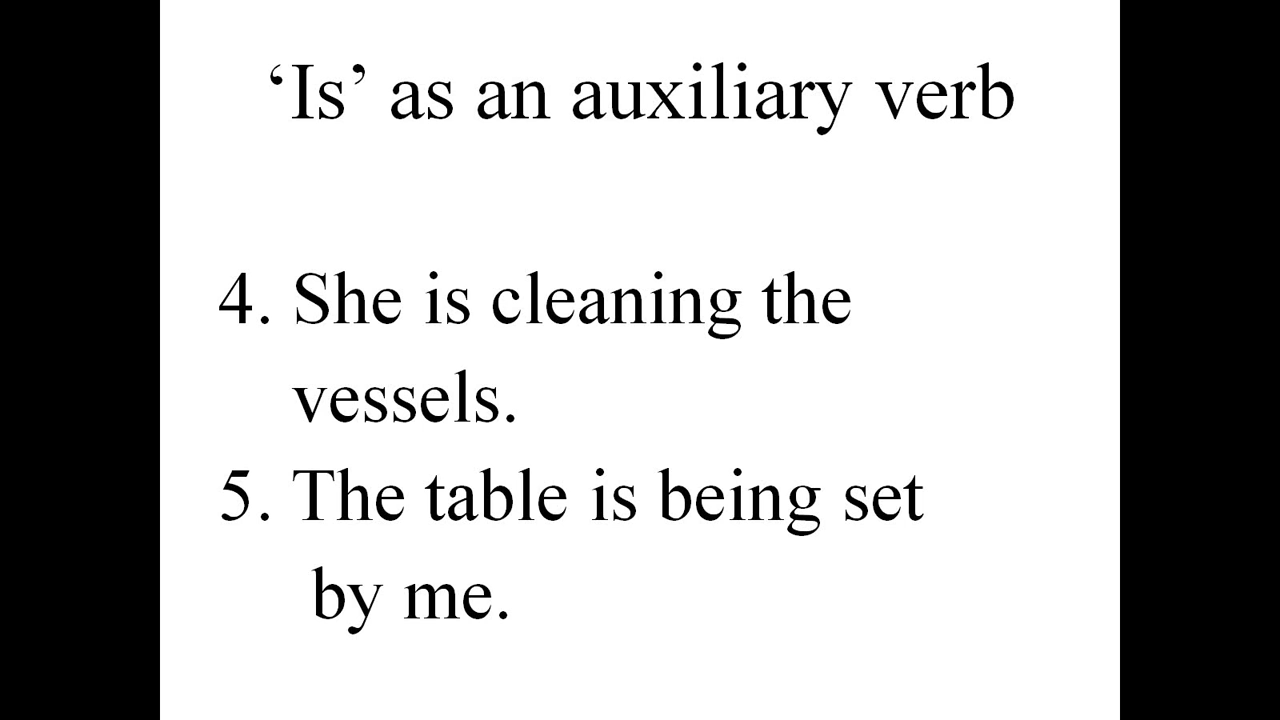 ‘Is’ as an auxiliary verb
4. She is cleaning the
vessels.
5. The table is being set
by me.